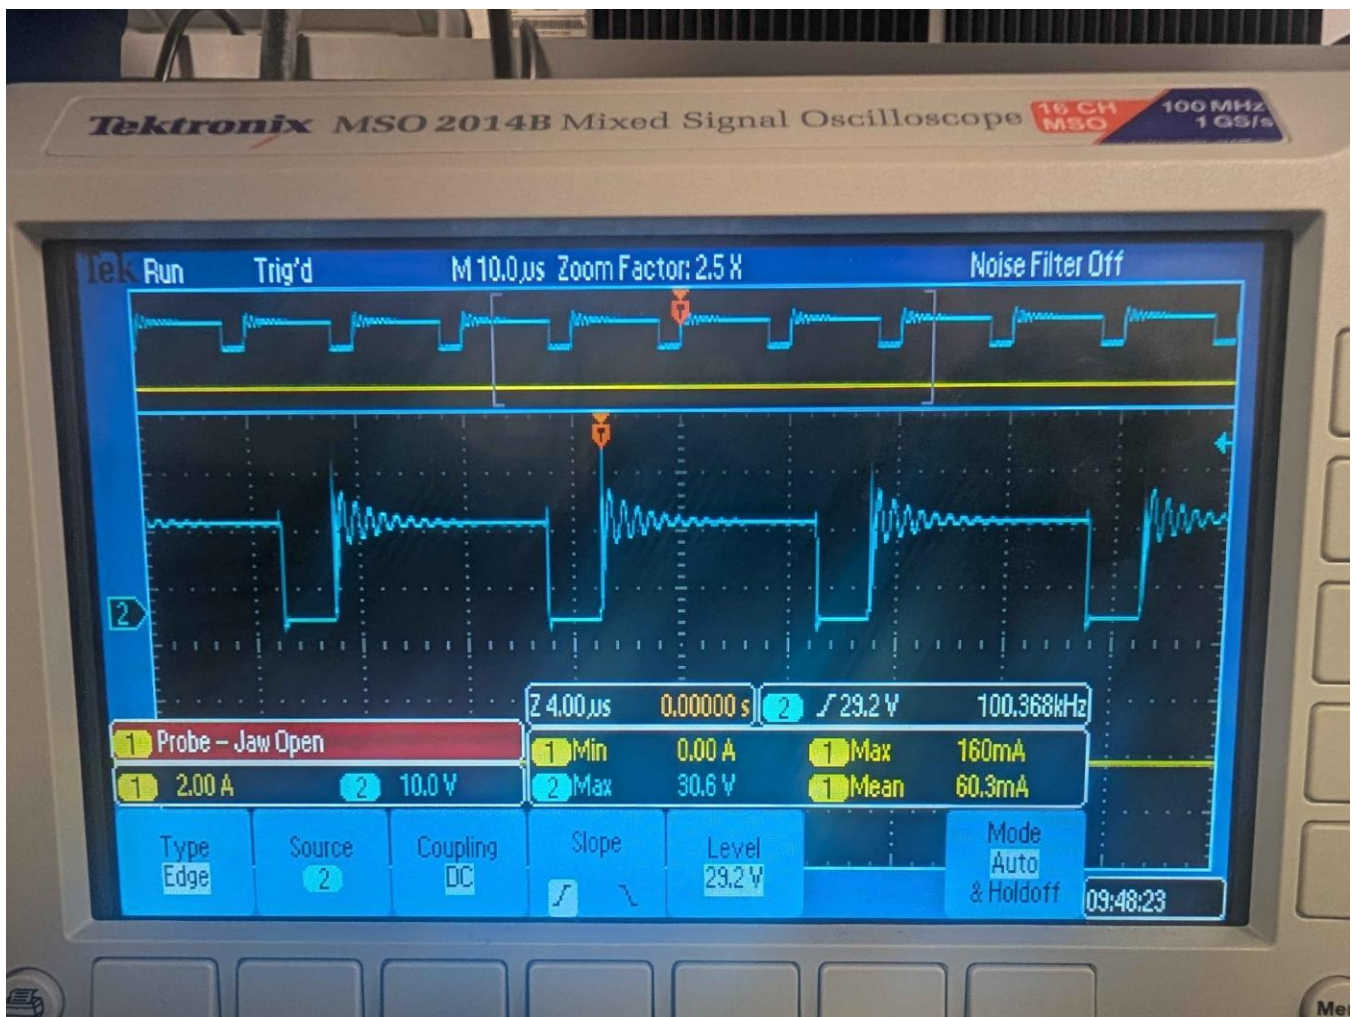 Tektronix MSO 2014B Mixed Signal Oscilloscope 16 CH MSO 100 MHz 1 GS/s
Tek Run Trig'd M 10.0µs Zoom Factor: 2.5 X Noise Filter Off
T
T
2
Z 4.00µs 0.00000 s 2 29.2 V 100.368kHz
1 Probe – Jaw Open
1 Min 0.00 A 1 Max 160mA
1 2.00 A 2 10.0 V 2 Max 30.6 V 1 Mean 60.3mA
Type Edge
Source 2
Coupling DC
Slope
Level 29.2 V
Mode Auto & Holdoff
09:48:23